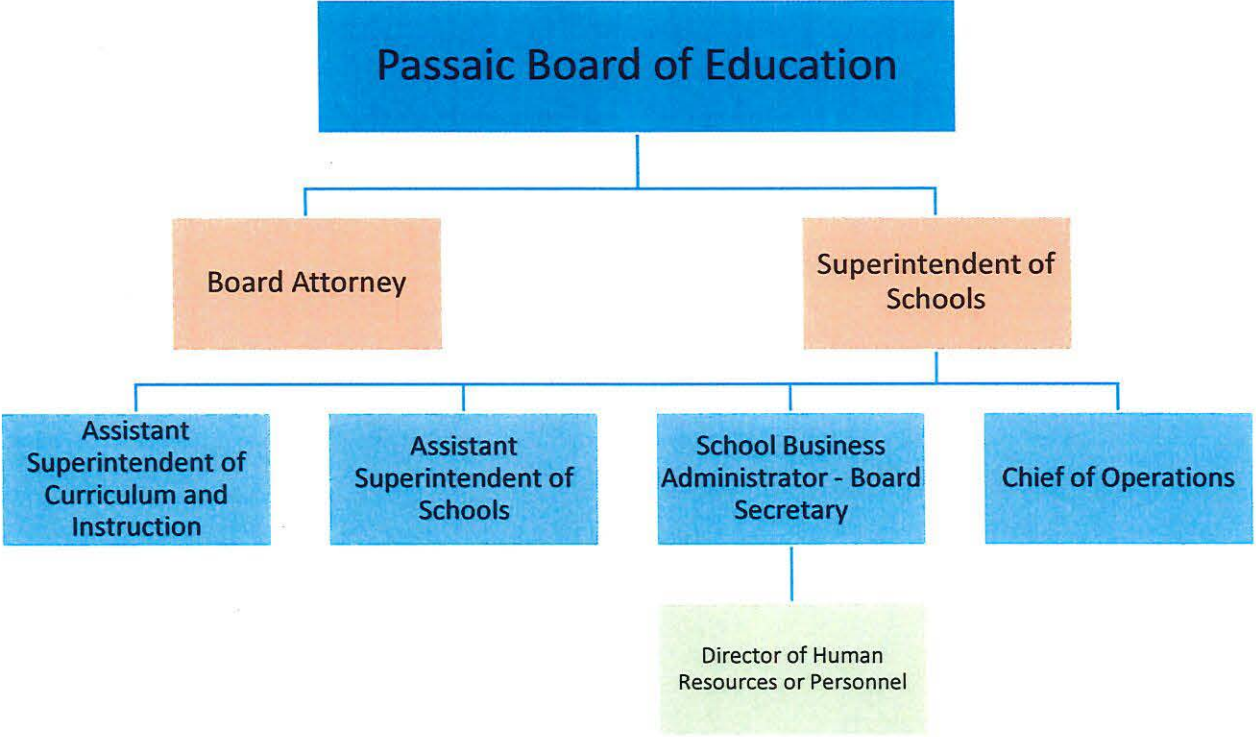 Passaic Board of Education
Board Attorney
Superintendent of
Schools
Assistant
Superintendent of
Curriculum and
Instruction
Assistant
Superintendent of
Schools
School Business
Administrator - Board
Secretary
Chief of Operations
Director of Human
Resources or Personnel